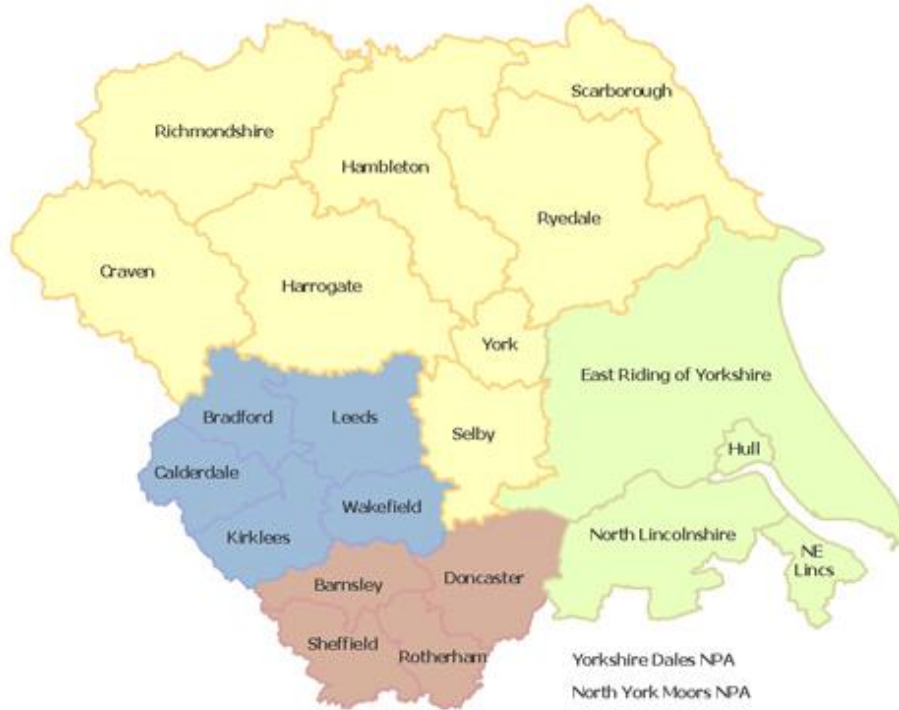 Scarborough
Richmondshire
Hambleton
Ryedale
Craven
Harrogate
York
East Riding of Yorkshire
Bradford
Leeds
Selby
Hull
Calderdale
Wakefield
Kirklees
North Lincolnshire
NE
Lincs
Barnsley
Doncaster
Sheffield
Rotherham
Yorkshire Dales NPA
North York Moors NPA